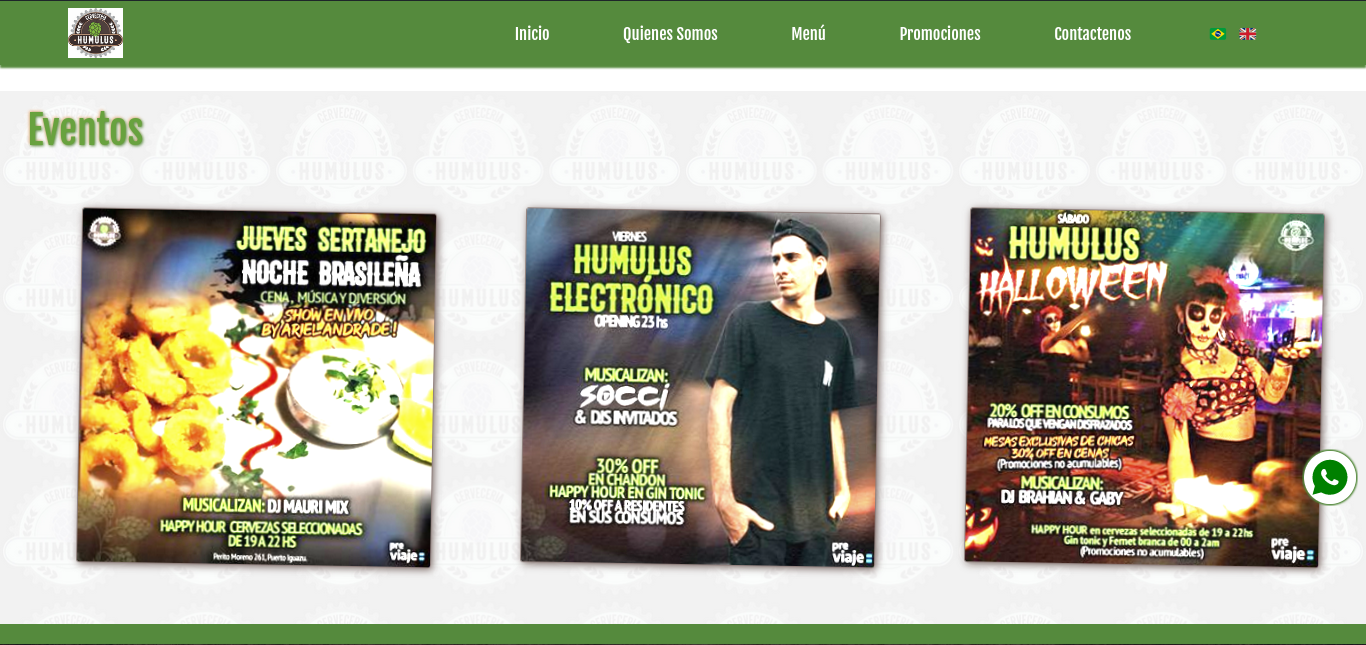 CERVECERÍA
·HUMULUS·
Inicio
Quienes Somos
Menú
Promociones
Contactenos
Eventos
JUEVES SERTANEJO
NOCHE BRASILEÑA
CENA, MÚSICA Y DIVERSIÓN
SHOW EN VIVO
BY ARIEL ANDRADE !
MUSICALIZAN: DJ MAURI MIX
HAPPY HOUR CERVEZAS SELECCIONADAS
DE 19 A 22 HS
Perito Moreno 261, Puerto Iguazu.
pre
viaje
VIERNES
HUMULUS
ELECTRÓNICO
OPENING 23 hs
MUSICALIZAN:
SOCCI
& DJS INVITADOS
30% OFF
EN CHANDON
HAPPY HOUR EN GIN TONIC
10% OFF A RESIDENTES
EN SUS CONSUMOS
pre
viaje
SÁBADO
HUMULUS
HALLOWEEN
20% OFF EN CONSUMOS
PARA LOS QUE VENGAN DISFRAZADOS
MESAS EXCLUSIVAS DE CHICAS
30% OFF EN CENAS
(Promociones no acumulables)
MUSICALIZAN:
DJ BRAHIAN & GABY
HAPPY HOUR en cervezas seleccionadas de 19 a 22hs
Gin tonic y Fernet branca de 00 a 2am
(Promociones no acumulables)
pre
viaje